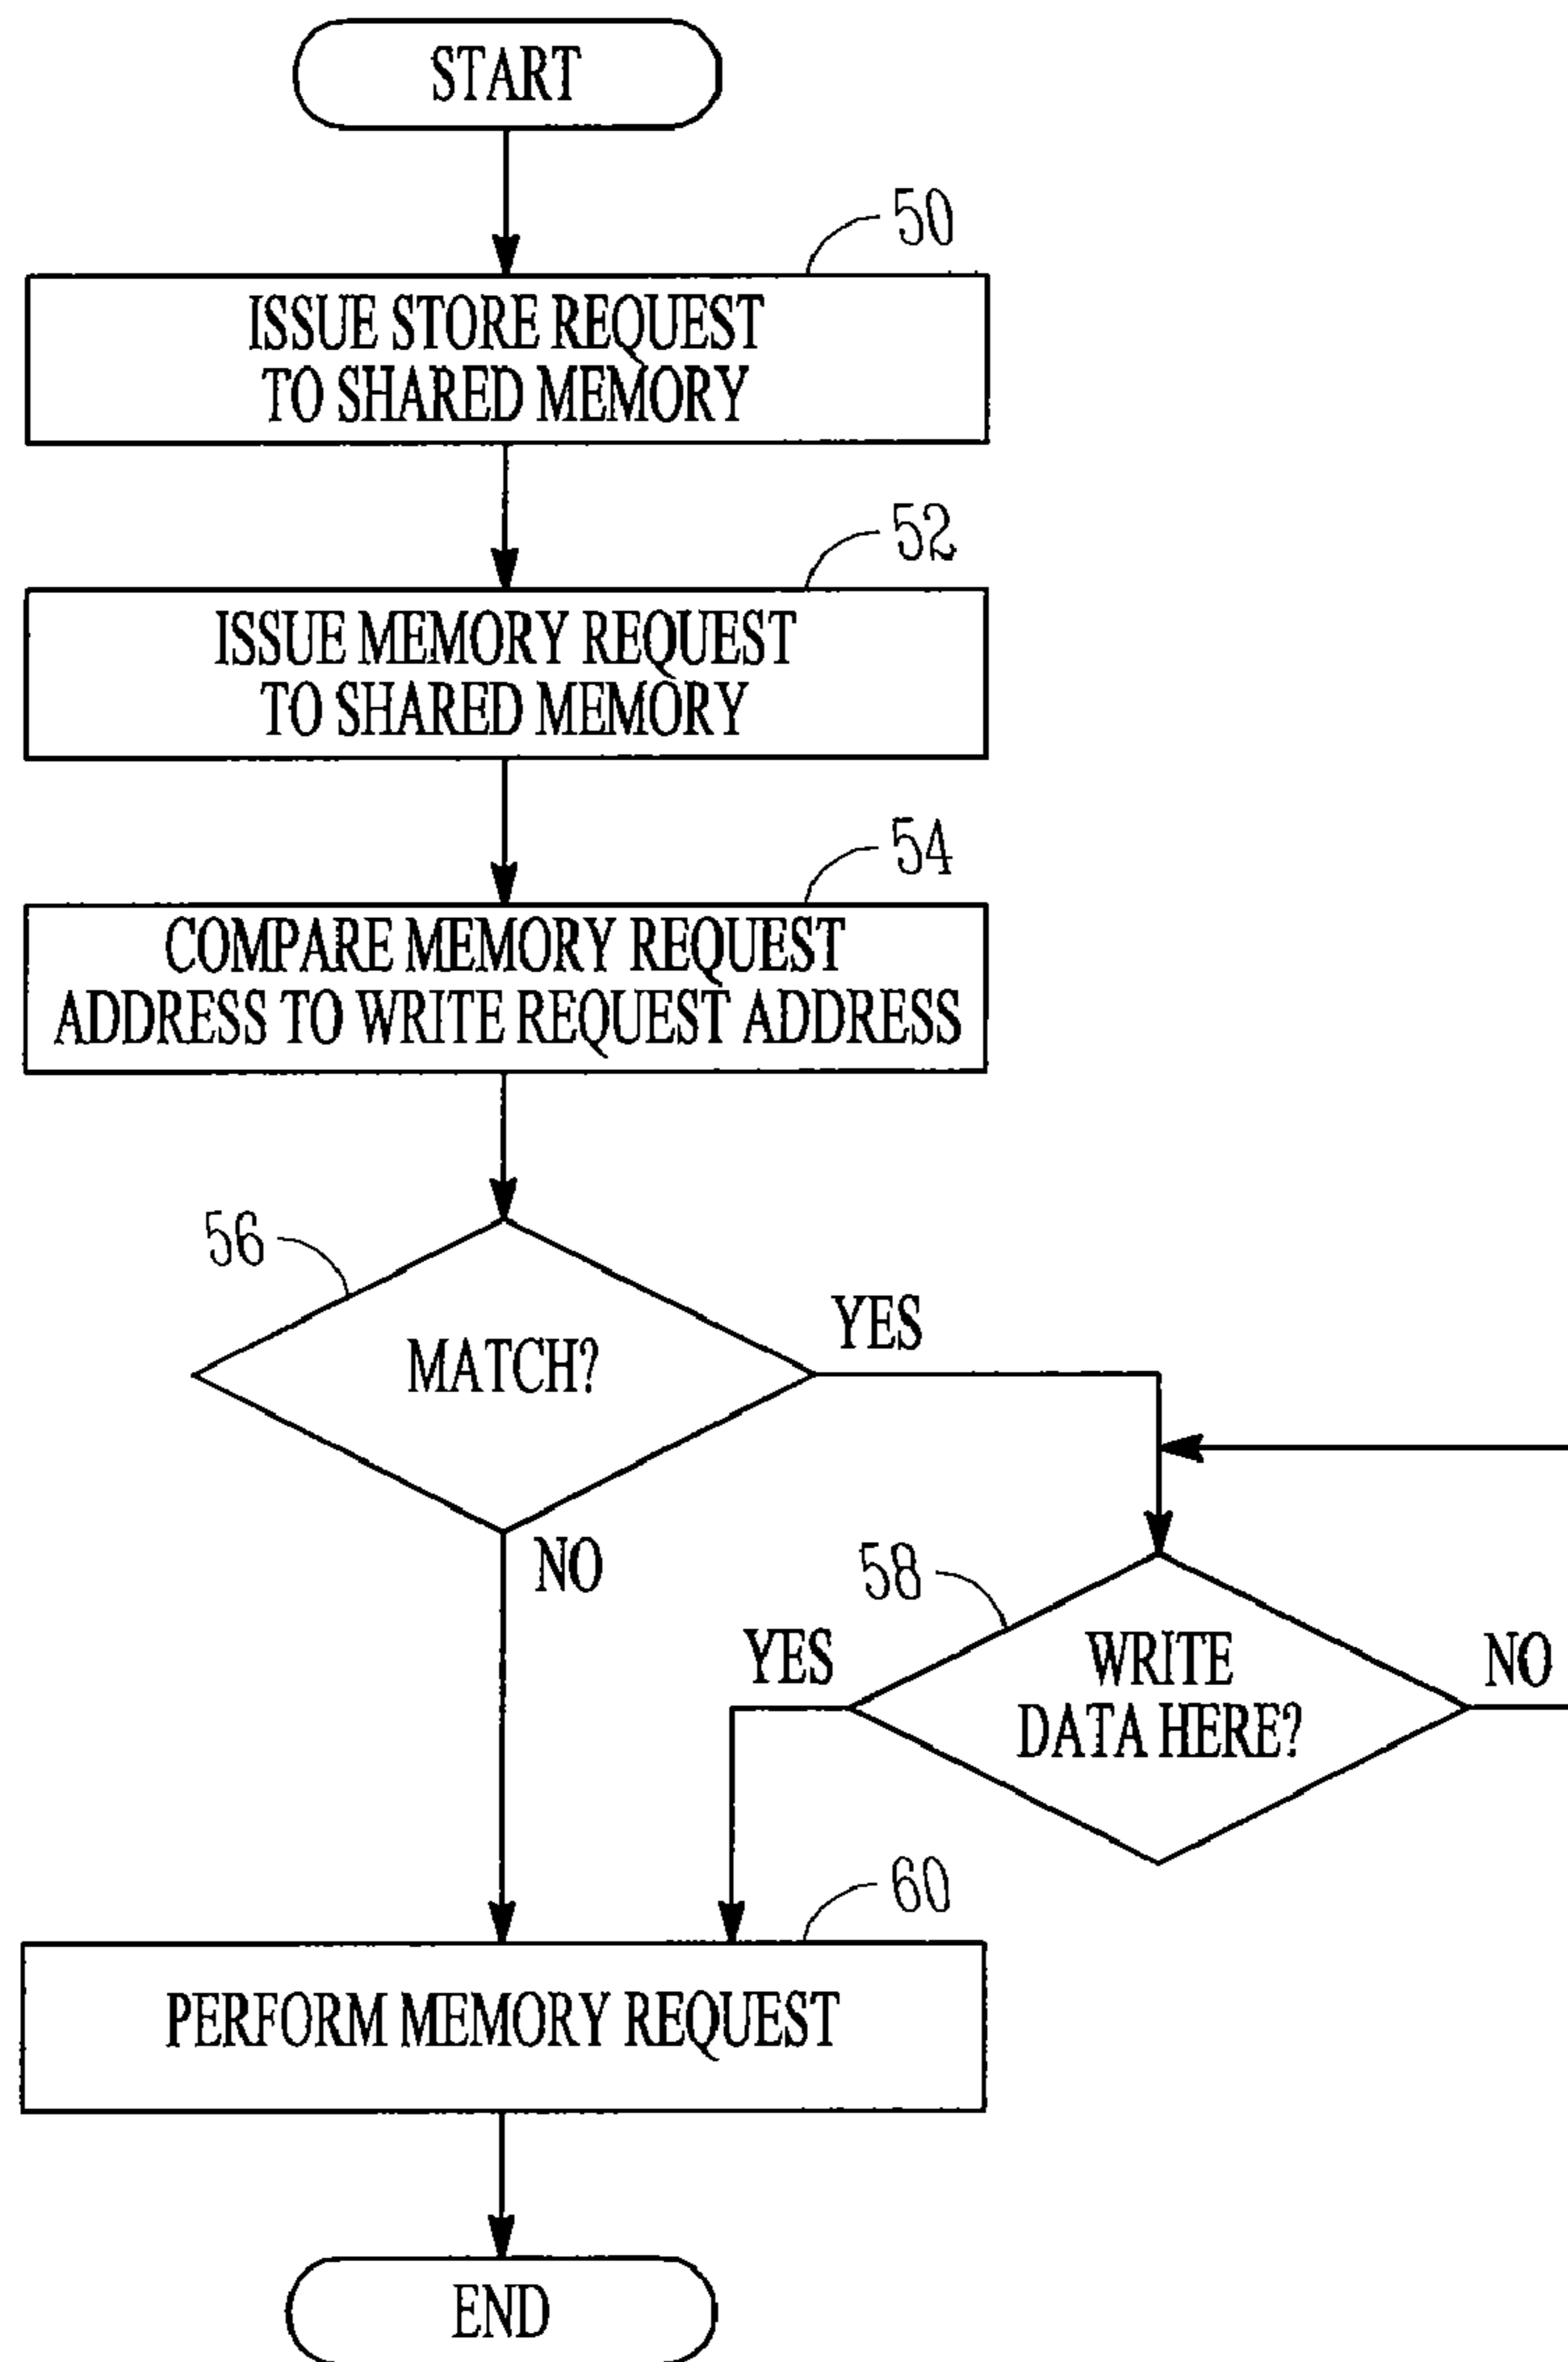 START
50
ISSUE STORE REQUEST
TO SHARED MEMORY
52
ISSUE MEMORY REQUEST
TO SHARED MEMORY
54
COMPARE MEMORY REQUEST
ADDRESS TO WRITE REQUEST ADDRESS
56
MATCH?
YES
NO
58
WRITE
DATA HERE?
YES
NO
60
PERFORM MEMORY REQUEST
END